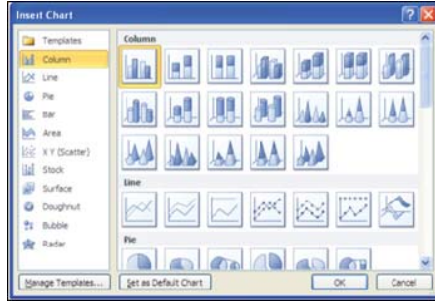 Insert Chart
Templates
Column
Line
Pie
Bar
Area
X Y (Scatter)
Stock
Surface
Doughnut
Bubble
Radar
Manage Templates...
Column
Line
Pie
Set as Default Chart
OK
Cancel